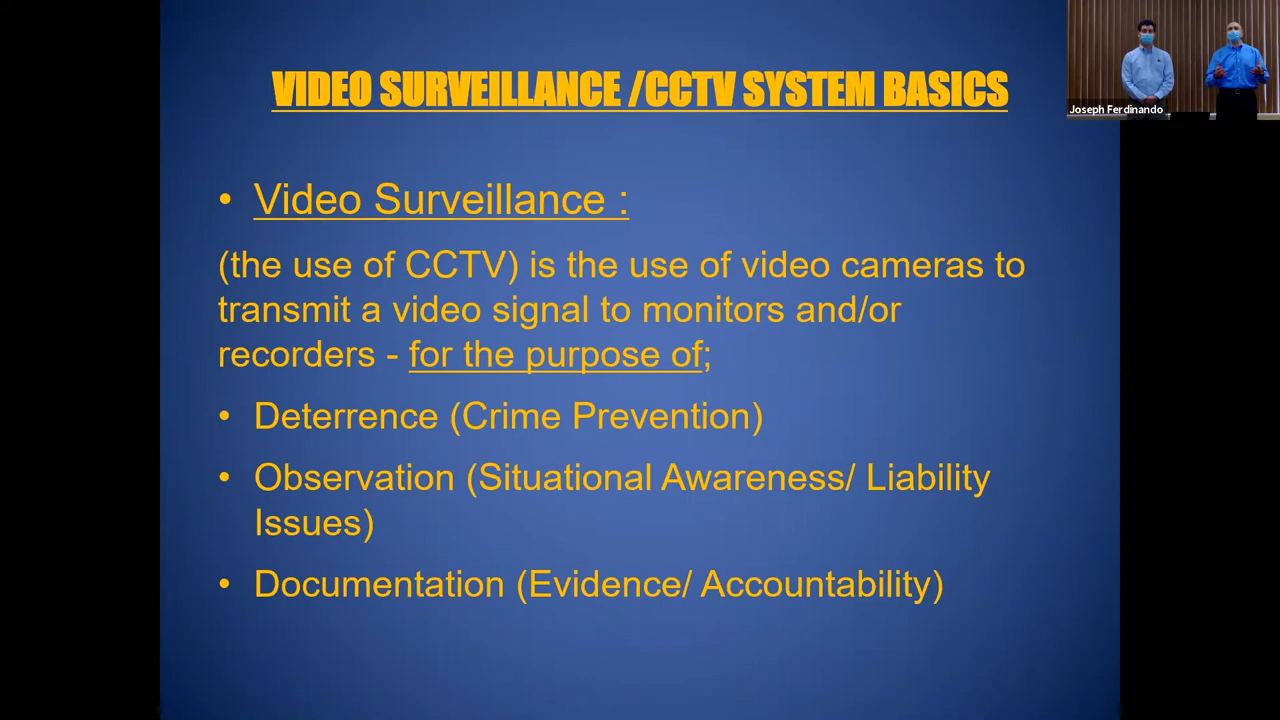 VIDEO SURVEILLANCE /CCTV SYSTEM BASICS
Joseph Ferdinando
• Video Surveillance :
(the use of CCTV) is the use of video cameras to
transmit a video signal to monitors and/or
recorders - for the purpose of;
• Deterrence (Crime Prevention)
• Observation (Situational Awareness/ Liability
Issues)
• Documentation (Evidence/ Accountability)